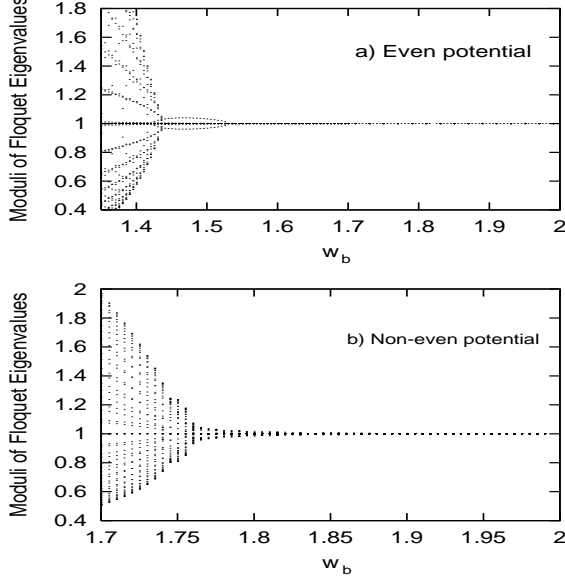 1.8
1.6
1.4
1.2
1
0.8
0.6
0.4
Moduli of Floquet Eigenvalues
a) Even potential
1.4 1.5 1.6 1.7 1.8 1.9 2
w_b
2
1.8
1.6
1.4
1.2
1
0.8
0.6
0.4
Moduli of Floquet Eigenvalues
b) Non-even potential
1.7 1.75 1.8 1.85 1.9 1.95 2
w_b